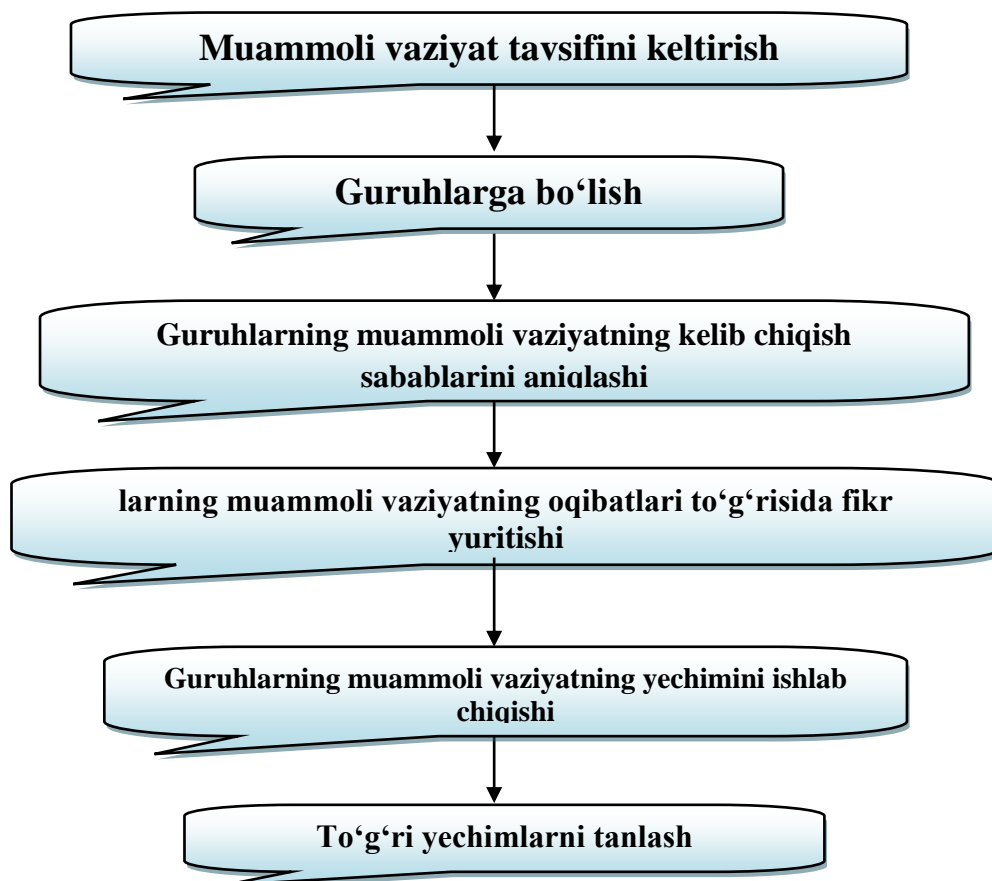 Muammoli vaziyat tavsifini keltirish
Guruhlarga bo‘lish
Guruhlarning muammoli vaziyatning kelib chiqish
sabablarini aniqlashi
larning muammoli vaziyatning oqibatlari to‘g‘risida fikr
yuritishi
Guruhlarning muammoli vaziyatning yechimini ishlab
chiqishi
To‘g‘ri yechimlarni tanlash